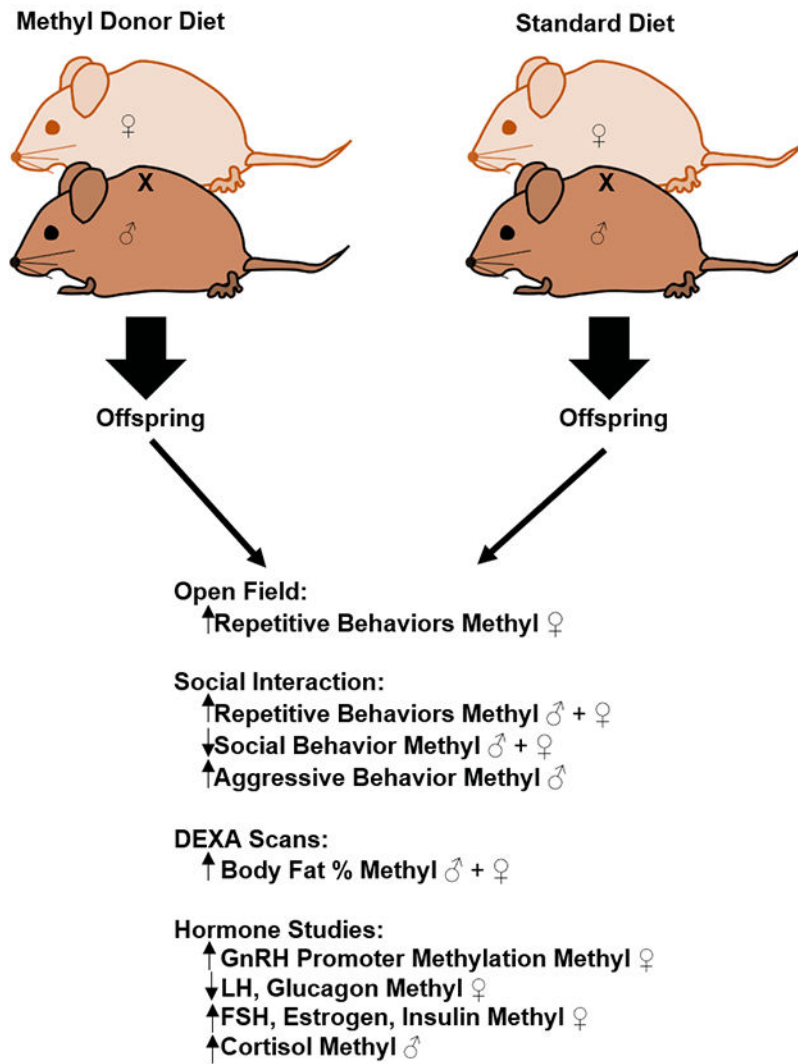 Methyl Donor Diet
Standard Diet
♀
♀
X
X
♂
♂
Offspring
Offspring
Open Field:
↑Repetitive Behaviors Methyl ♀
Social Interaction:
↑Repetitive Behaviors Methyl ♂ + ♀
↓Social Behavior Methyl ♂ + ♀
↑Aggressive Behavior Methyl ♂
DEXA Scans:
↑ Body Fat % Methyl ♂ + ♀
Hormone Studies:
↑ GnRH Promoter Methylation Methyl ♀
↓LH, Glucagon Methyl ♀
↑FSH, Estrogen, Insulin Methyl ♀
↑Cortisol Methyl ♂